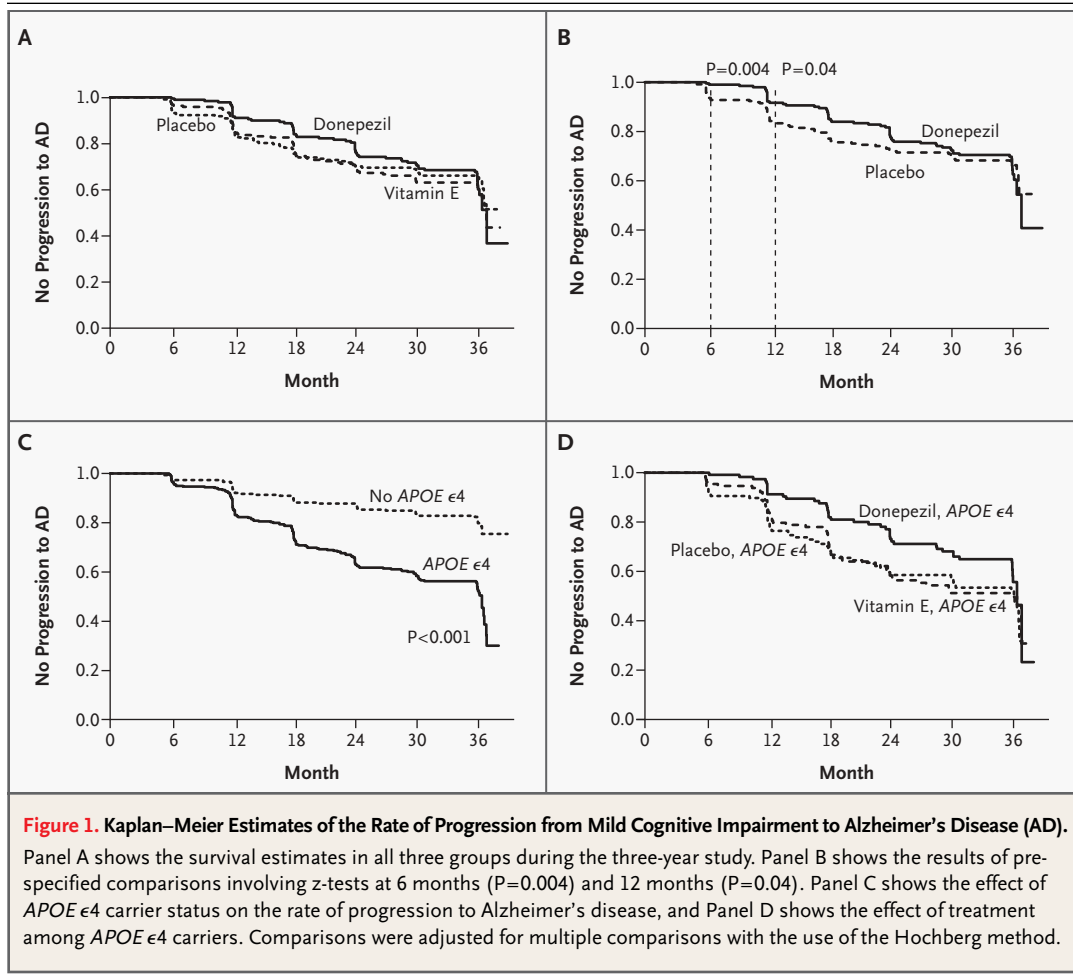 A
1.0
0.8
0.6
0.4
0.2
0.0
No Progression to AD
Placebo
Donepezil
Vitamin E
0 6 12 18 24 30 36
Month
B
P=0.004 P=0.04
1.0
0.8
0.6
0.4
0.2
0.0
No Progression to AD
Donepezil
Placebo
0 6 12 18 24 30 36
Month
C
1.0
0.8
0.6
0.4
0.2
0.0
No Progression to AD
No APOE ϵ4
APOE ϵ4
P<0.001
0 6 12 18 24 30 36
Month
D
1.0
0.8
0.6
0.4
0.2
0.0
No Progression to AD
Donepezil, APOE ϵ4
Placebo, APOE ϵ4
Vitamin E, APOE ϵ4
0 6 12 18 24 30 36
Month
Figure 1. Kaplan–Meier Estimates of the Rate of Progression from Mild Cognitive Impairment to Alzheimer's Disease (AD).
Panel A shows the survival estimates in all three groups during the three-year study. Panel B shows the results of pre-
specified comparisons involving z-tests at 6 months (P=0.004) and 12 months (P=0.04). Panel C shows the effect of
APOE ϵ4 carrier status on the rate of progression to Alzheimer's disease, and Panel D shows the effect of treatment
among APOE ϵ4 carriers. Comparisons were adjusted for multiple comparisons with the use of the Hochberg method.